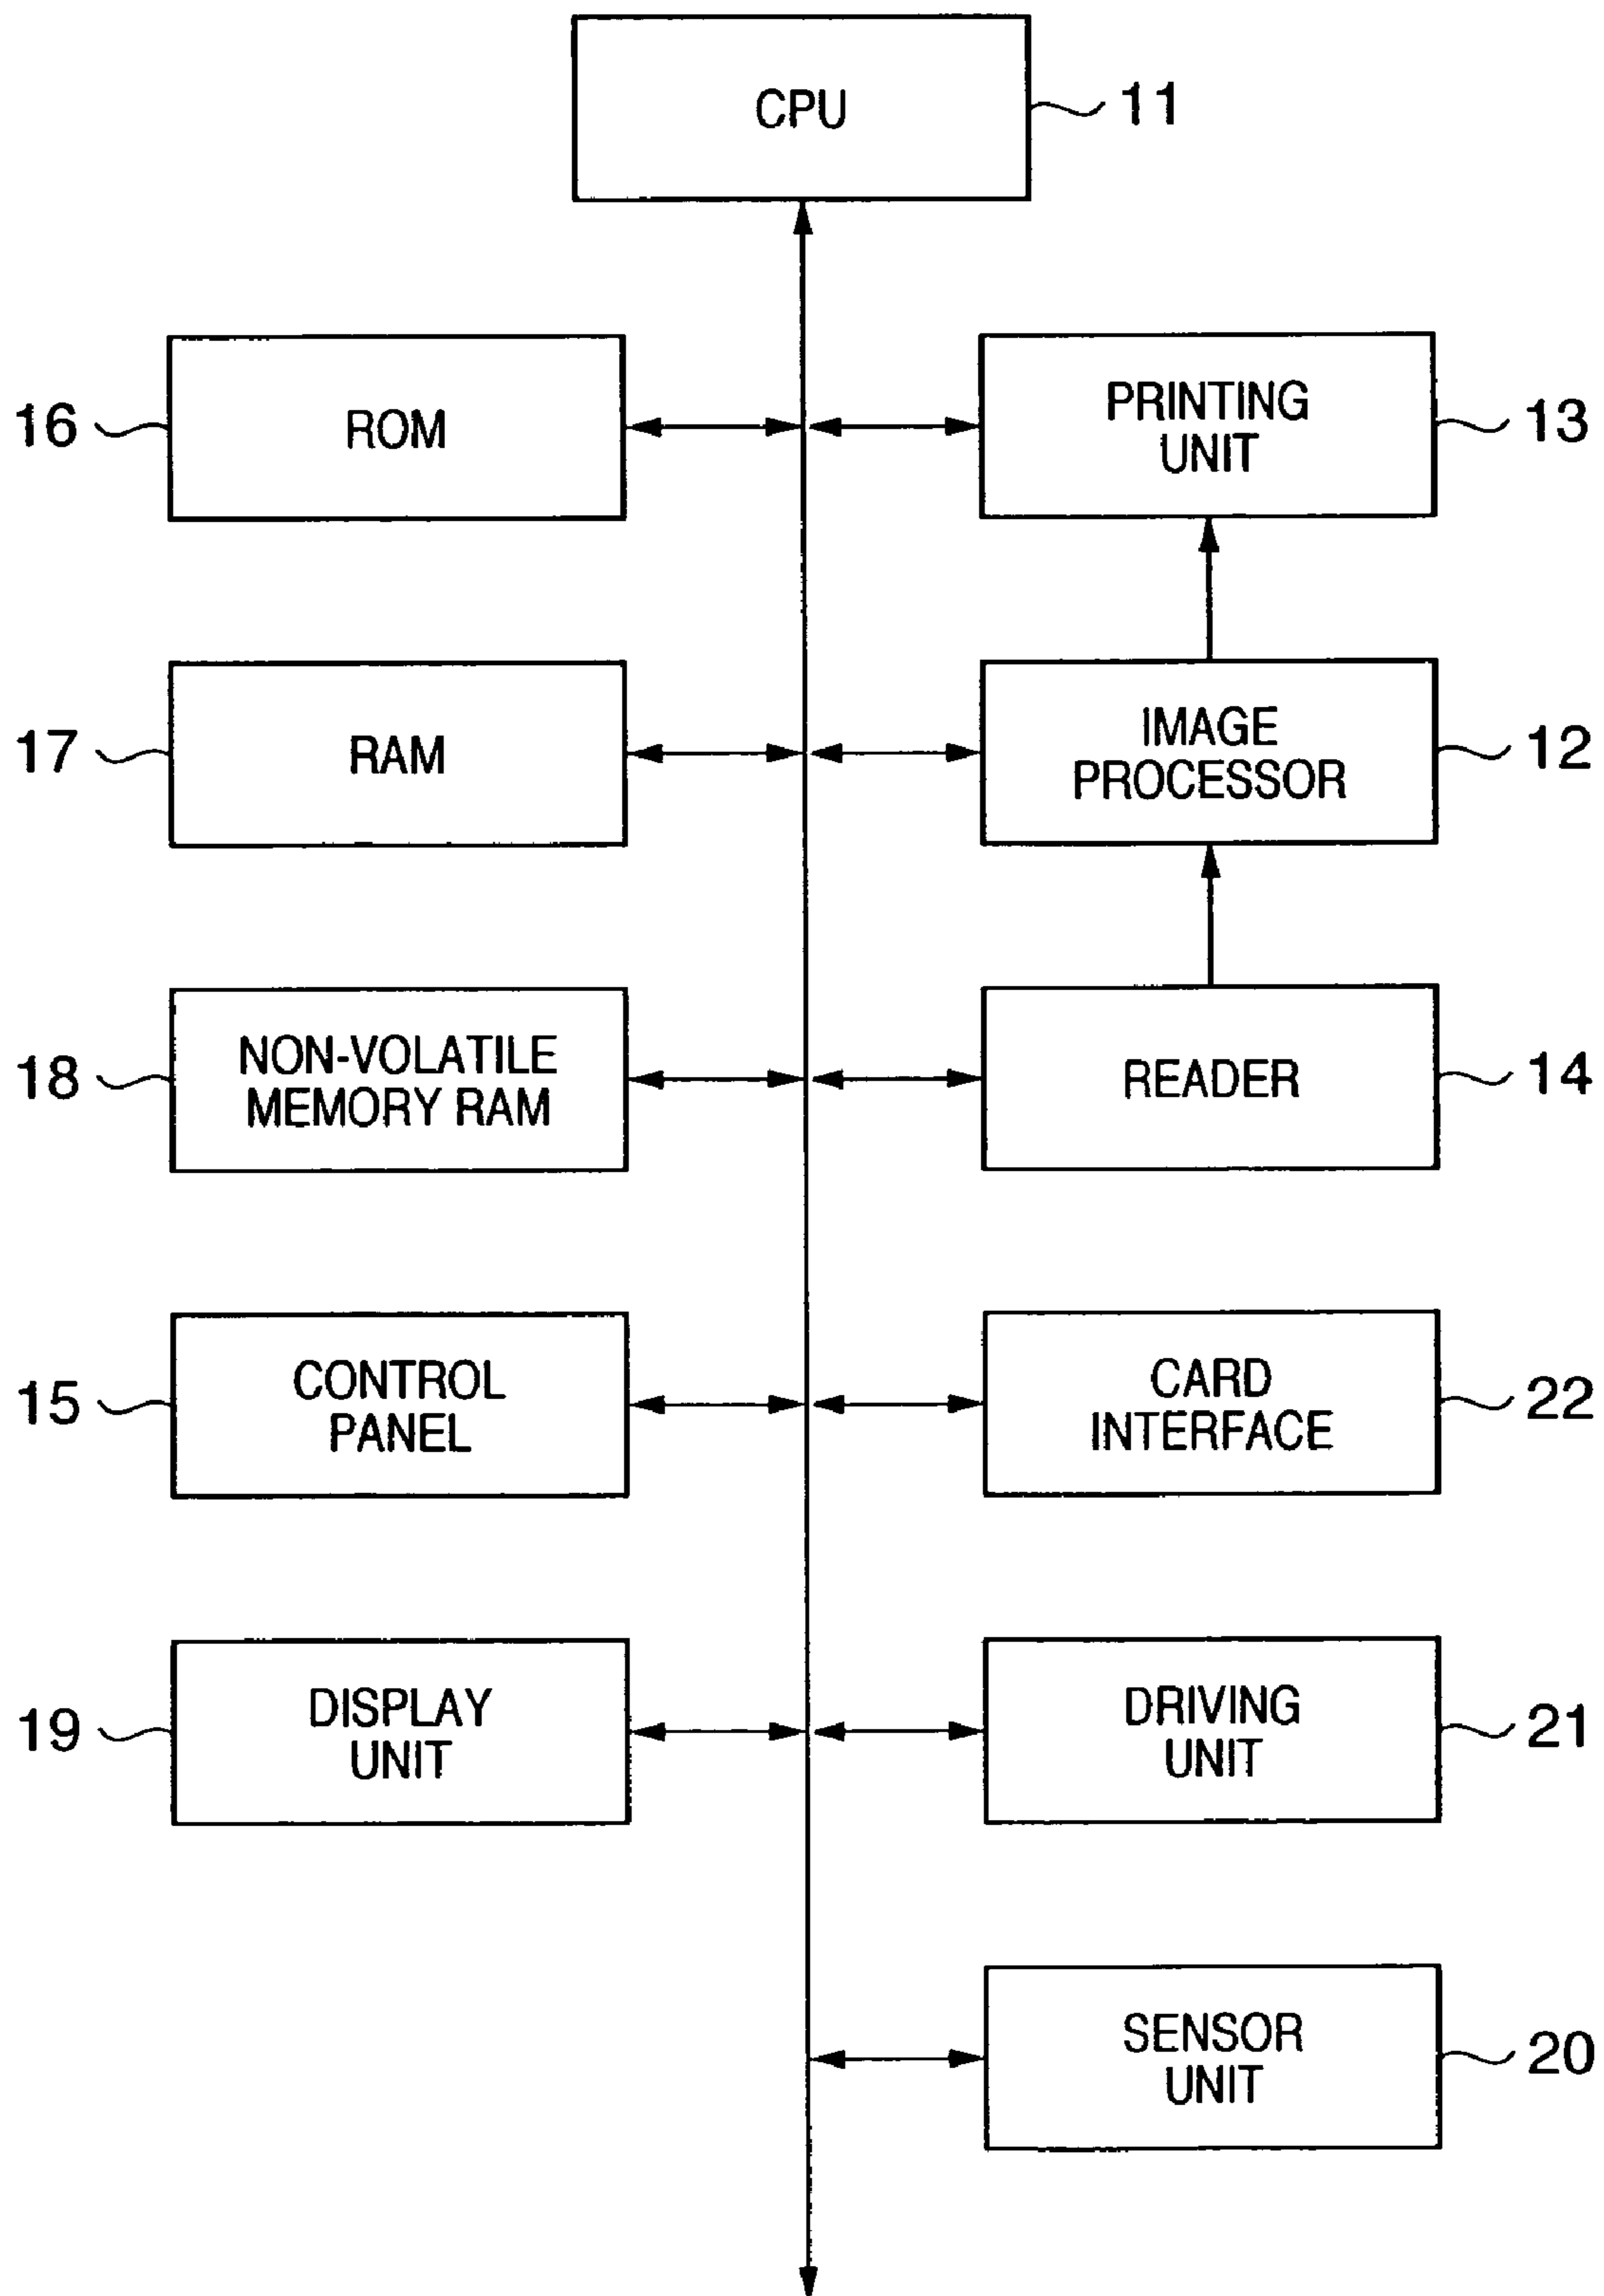 CPU
11
16
ROM
PRINTING
UNIT
13
17
RAM
IMAGE
PROCESSOR
12
18
NON-VOLATILE
MEMORY RAM
READER
14
15
CONTROL
PANEL
CARD
INTERFACE
22
19
DISPLAY
UNIT
DRIVING
UNIT
21
SENSOR
UNIT
20